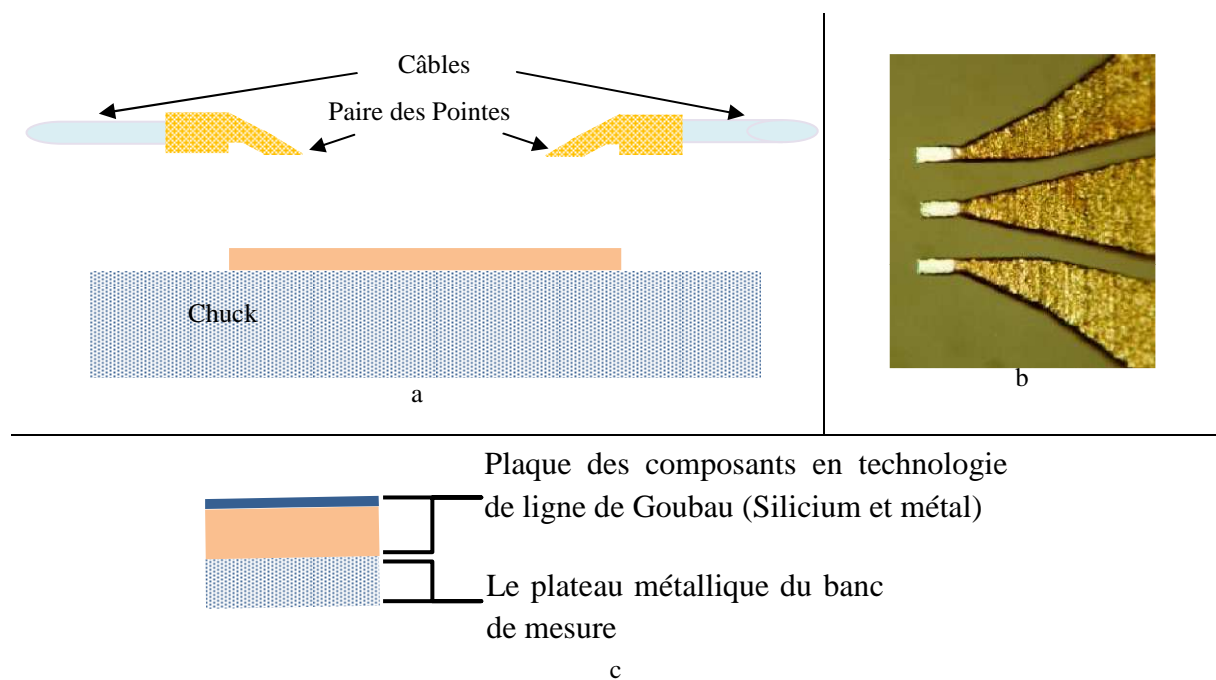 Câbles
Paire des Pointes
Chuck
a
b
Plaque des composants en technologie
de ligne de Goubau (Silicium et métal)
Le plateau métallique du banc
de mesure
c